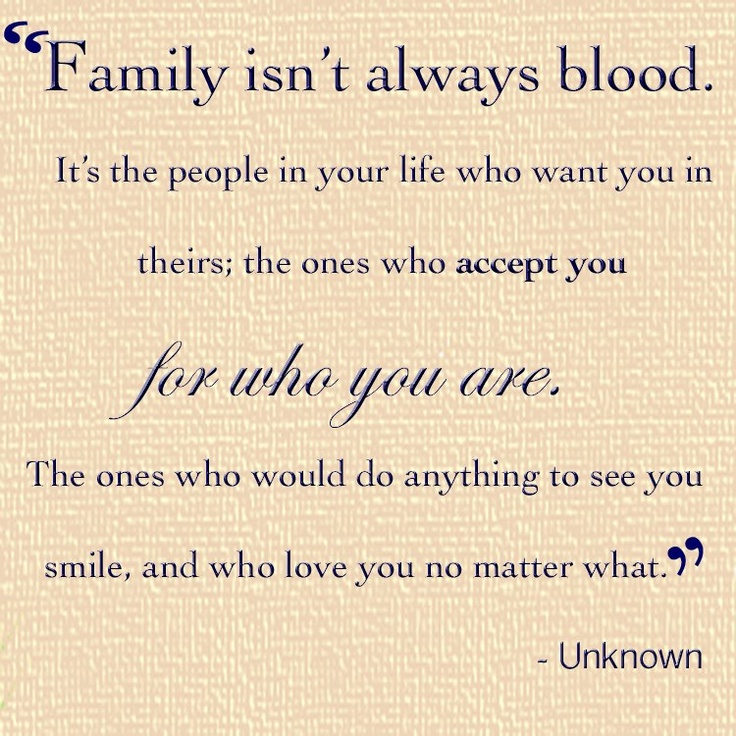 “Family isn’t always blood.
It’s the people in your life who want you in
theirs; the ones who accept you
for who you are.
The ones who would do anything to see you
smile, and who love you no matter what.”
- Unknown